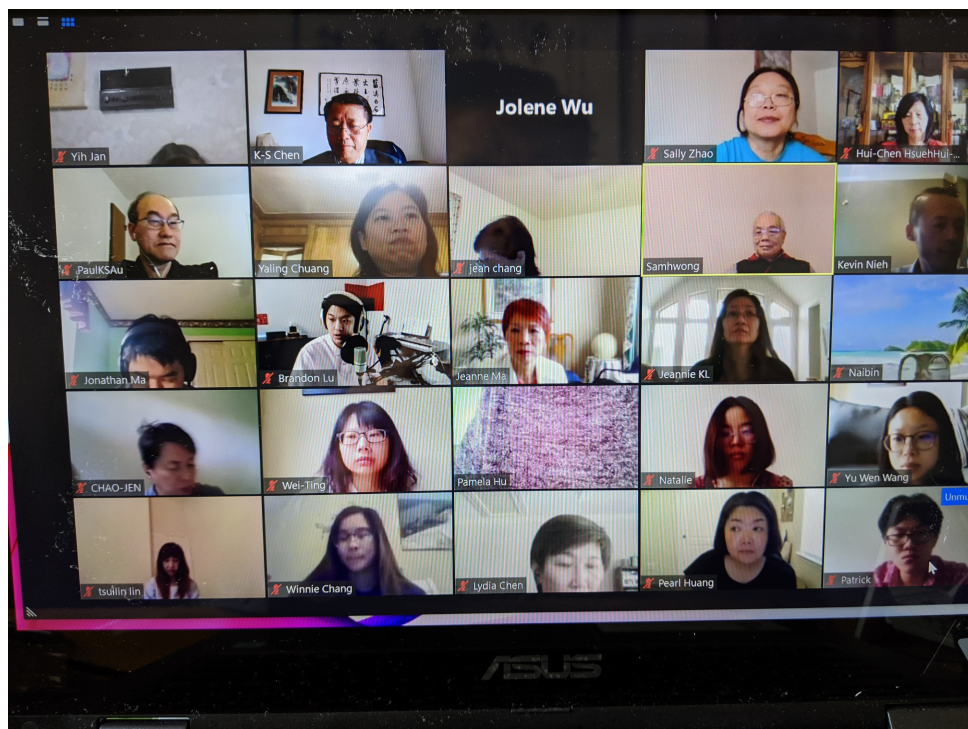 Yih Jan
K-S Chen
Jolene Wu
Sally Zhao
Hui-Chen HsuehHui-...
PaulKSAu
Yaling Chuang
jean chang
Samhwong
Kevin Nieh
Jonathan Ma
Brandon Lu
Jeanne Ma
Jeannie KL
Naibin
CHAO-JEN
Wei-Ting
Pamela Hu
Natalie
Yu Wen Wang
Unmu
tsuilin lin
Winnie Chang
Lydia Chen
Pearl Huang
Patrick
ASUS